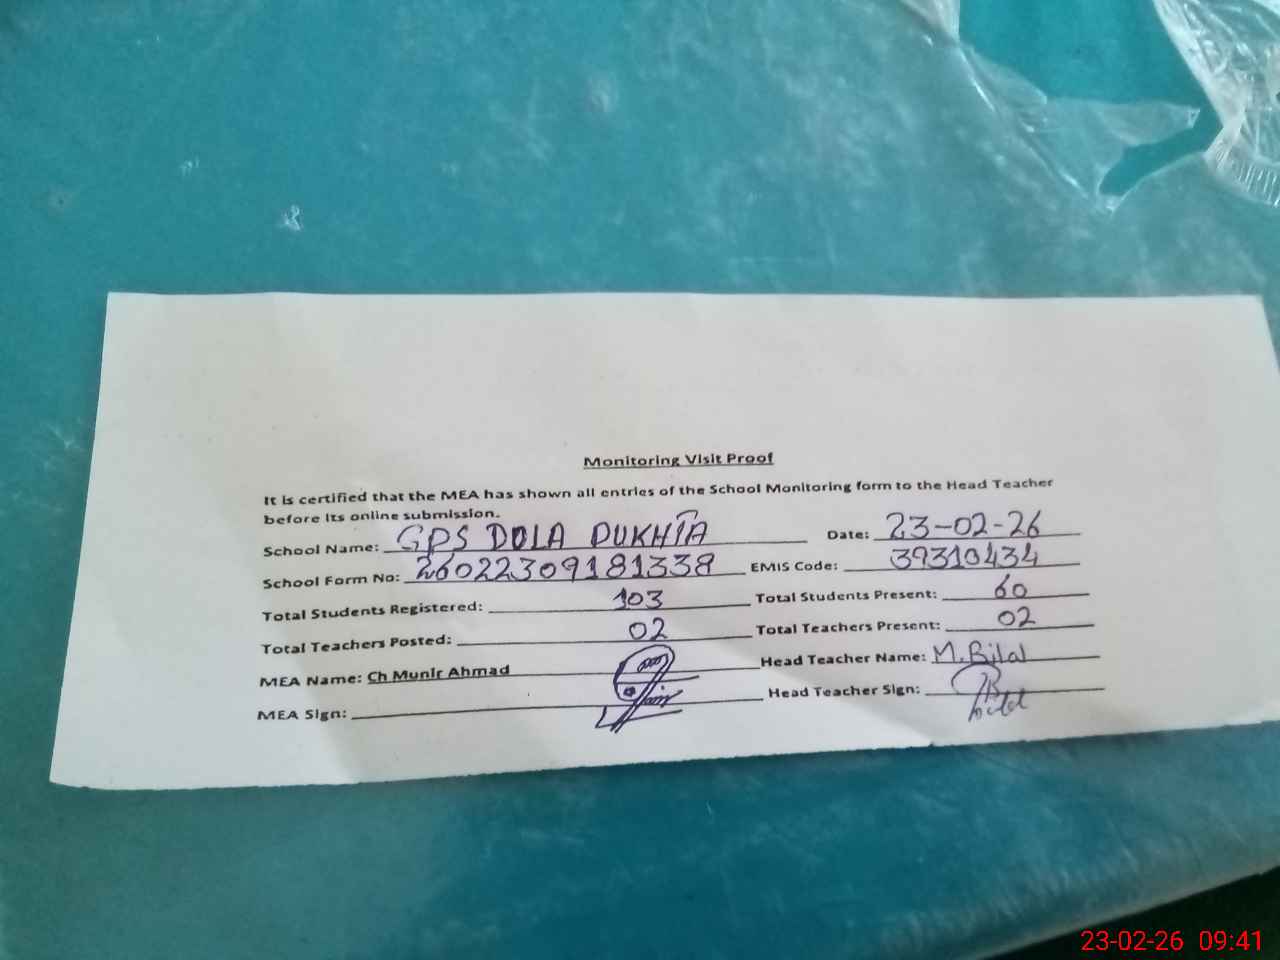 Monitoring Visit Proof
It is certified that the MEA has shown all entries of the School Monitoring form to the Head Teacher
before its online submission.
School Name: GPS DOLA PUKHTA Date: 23-02-26
School Form No: 26022309181338 EMIS Code: 39310434
Total Students Registered: 103 Total Students Present: 60
Total Teachers Posted: 02 Total Teachers Present: 02
MEA Name: Ch Munir Ahmad Head Teacher Name: M.Bilal
MEA Sign: Head Teacher Sign:
23-02-26 09:41